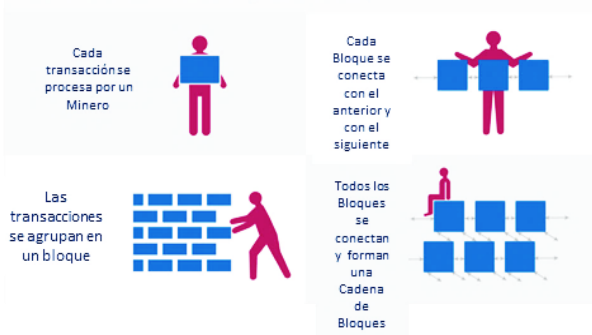 Cada
transacción se
procesa por un
Minero
Cada
Bloque se
conecta
con el
anterior y
con el
siguiente
Las
transacciones
se agrupan en
un bloque
Todos los
Bloques
se
conectan
y forman
una
Cadena
de
Bloques